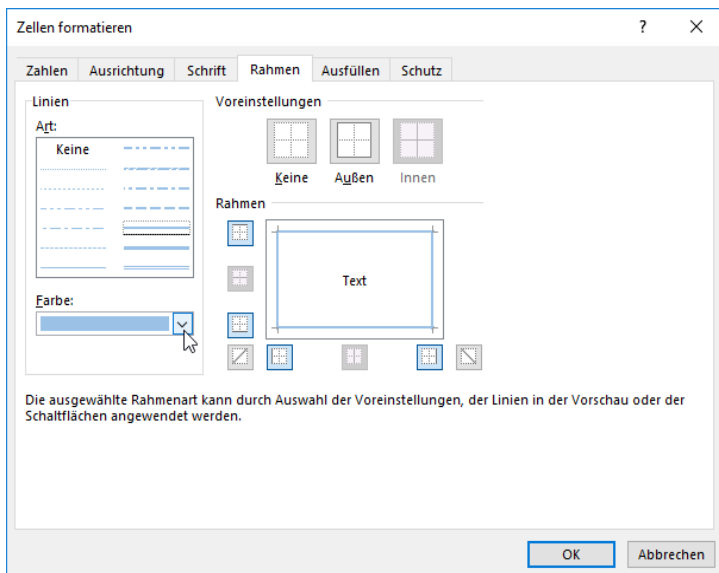 Zellen formatieren
?
Zahlen Ausrichtung Schrift Rahmen Ausfüllen Schutz
Linien
Art:
Keine
Farbe:
Voreinstellungen
Keine Außen Innen
Rahmen
Text
Die ausgewählte Rahmenart kann durch Auswahl der Voreinstellungen, der Linien in der Vorschau oder der
Schaltflächen angewendet werden.
OK Abbrechen